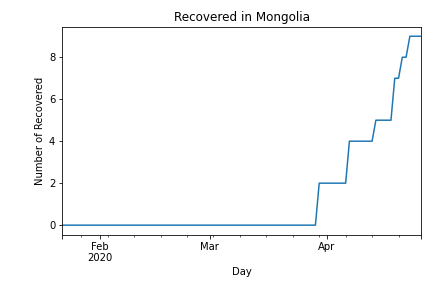 Recovered in Mongolia
Number of Recovered
8
6
4
2
0
Feb
2020
Mar
Apr
Day